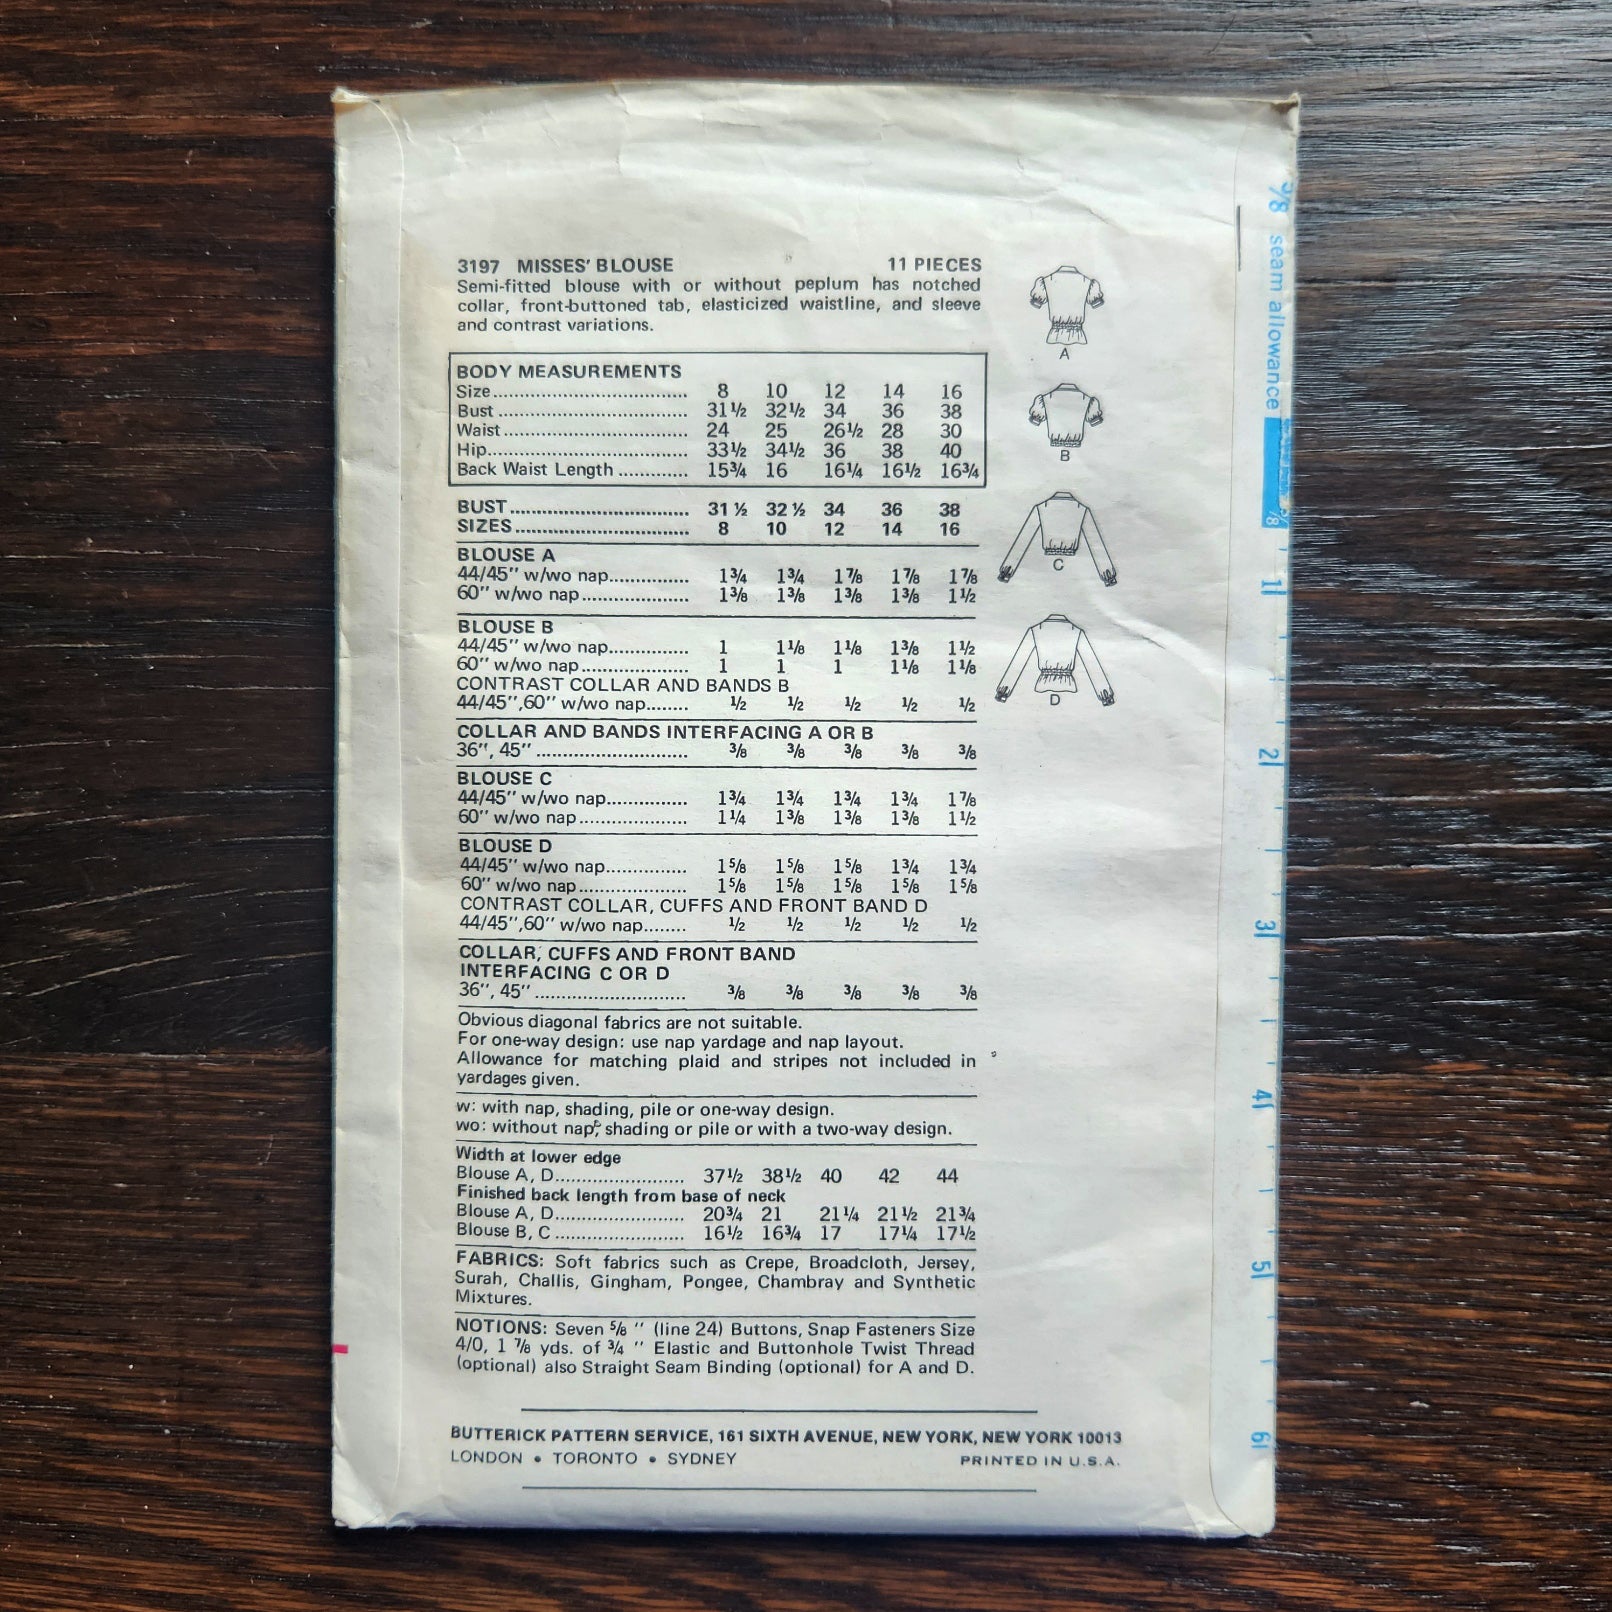 3197 MISSES' BLOUSE 11 PIECES
Semi-fitted blouse with or without peplum has notched
collar, front-buttoned tab, elasticized waistline, and sleeve
and contrast variations.
BODY MEASUREMENTS
Size 8 10 12 14 16
Bust 31½ 32½ 34 36 38
Waist 24 25 26½ 28 30
Hip 33½ 34½ 36 38 40
Back Waist Length 15¾ 16 16¼ 16½ 16¾
BUST 31 ½ 32 ½ 34 36 38
SIZES 8 10 12 14 16
BLOUSE A
44/45" w/wo nap 1¾ 1¾ 1⅞ 1⅞ 1⅞
60" w/wo nap 1⅜ 1⅜ 1⅜ 1⅜ 1½
BLOUSE B
44/45" w/wo nap 1 1⅛ 1⅛ 1⅜ 1½
60" w/wo nap 1 1 1 1⅛ 1⅛
CONTRAST COLLAR AND BANDS B
44/45",60" w/wo nap ½ ½ ½ ½ ½
COLLAR AND BANDS INTERFACING A OR B
36", 45" ⅜ ⅜ ⅜ ⅜ ⅜
BLOUSE C
44/45" w/wo nap 1¾ 1¾ 1¾ 1¾ 1⅞
60" w/wo nap 1¼ 1⅜ 1⅜ 1⅜ 1½
BLOUSE D
44/45" w/wo nap 1⅝ 1⅝ 1⅝ 1¾ 1¾
60" w/wo nap 1⅝ 1⅝ 1⅝ 1⅝ 1⅝
CONTRAST COLLAR, CUFFS AND FRONT BAND D
44/45",60" w/wo nap ½ ½ ½ ½ ½
COLLAR, CUFFS AND FRONT BAND
INTERFACING C OR D
36", 45" ⅜ ⅜ ⅜ ⅜ ⅜
Obvious diagonal fabrics are not suitable.
For one-way design: use nap yardage and nap layout.
Allowance for matching plaid and stripes not included in
yardages given.
w: with nap, shading, pile or one-way design.
wo: without nap, shading or pile or with a two-way design.
Width at lower edge
Blouse A, D 37½ 38½ 40 42 44
Finished back length from base of neck
Blouse A, D 20¾ 21 21¼ 21½ 21¾
Blouse B, C 16½ 16¾ 17 17¼ 17½
FABRICS: Soft fabrics such as Crepe, Broadcloth, Jersey,
Surah, Challis, Gingham, Pongee, Chambray and Synthetic
Mixtures.
NOTIONS: Seven ⅝ " (line 24) Buttons, Snap Fasteners Size
4/0, 1 ⅞ yds. of ¾ " Elastic and Buttonhole Twist Thread
(optional) also Straight Seam Binding (optional) for A and D.
BUTTERICK PATTERN SERVICE, 161 SIXTH AVENUE, NEW YORK, NEW YORK 10013
LONDON • TORONTO • SYDNEY PRINTED IN U.S.A.
A
B
C
D
⅝ seam allowance
1
2
3
4
5
6